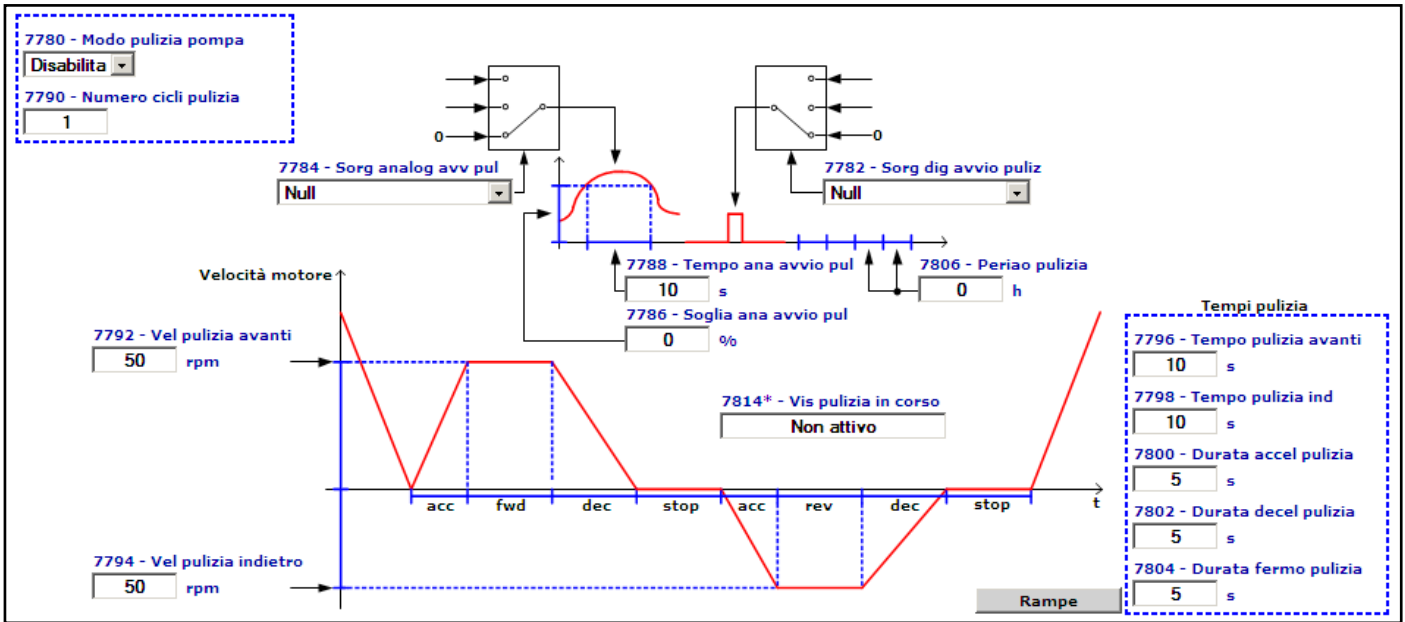 7780 - Modo pulizia pompa
Disabilita
7790 - Numero cicli pulizia
1
0
0
7784 - Sorg analog avv pul
Null
7782 - Sorg dig avvio puliz
Null
Velocità motore
7788 - Tempo ana avvio pul
10 s
7806 - Periao pulizia
0 h
7786 - Soglia ana avvio pul
0 %
Tempi pulizia
7792 - Vel pulizia avanti
50 rpm
7796 - Tempo pulizia avanti
10 s
7814* - Vis pulizia in corso
Non attivo
7798 - Tempo pulizia ind
10 s
7800 - Durata accel pulizia
5 s
acc fwd dec stop acc rev dec stop t
7802 - Durata decel pulizia
5 s
7794 - Vel pulizia indietro
50 rpm
7804 - Durata fermo pulizia
5 s
Rampe